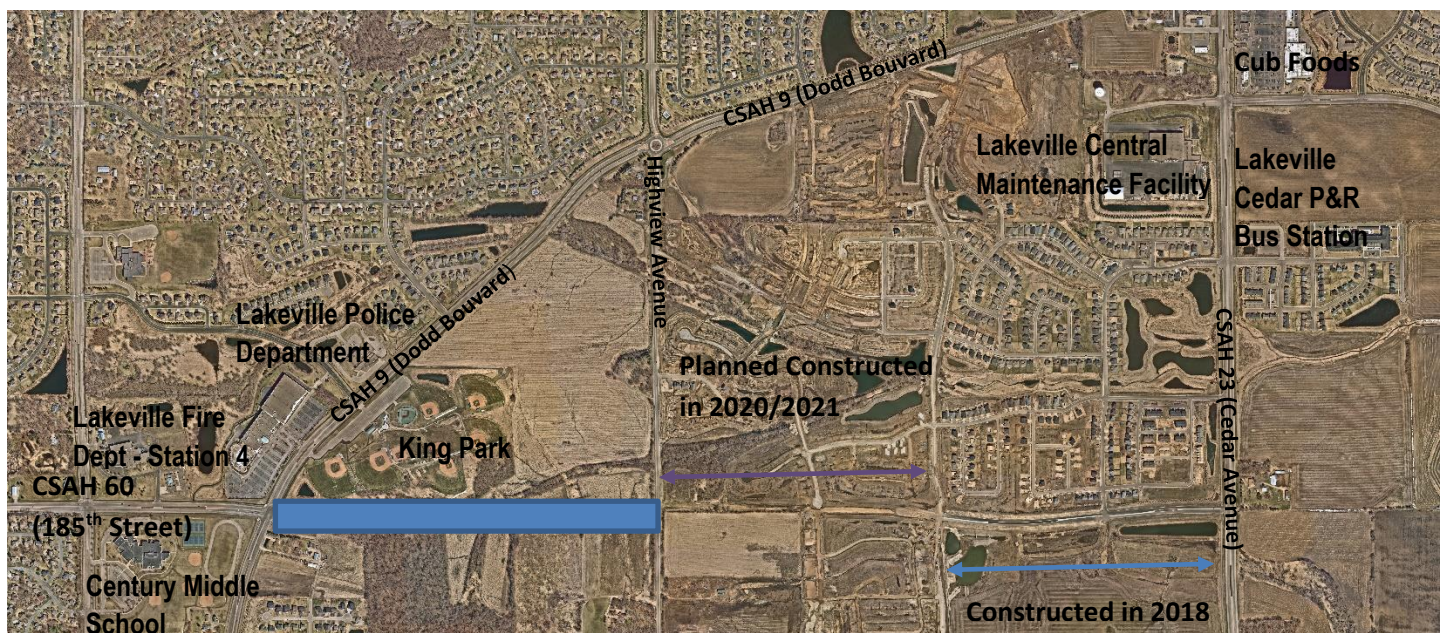 Cub Foods
CSAH 9 (Dodd Bouvard)
Lakeville Central
Maintenance Facility
Lakeville
Cedar P&R
Bus Station
Highview Avenue
CSAH 9 (Dodd Bouvard)
Lakeville Police
Department
CSAH 23 (Cedar Avenue)
Planned Constructed
in 2020/2021
Lakeville Fire
Dept - Station 4
King Park
CSAH 60
(185th Street)
Century Middle
School
Constructed in 2018